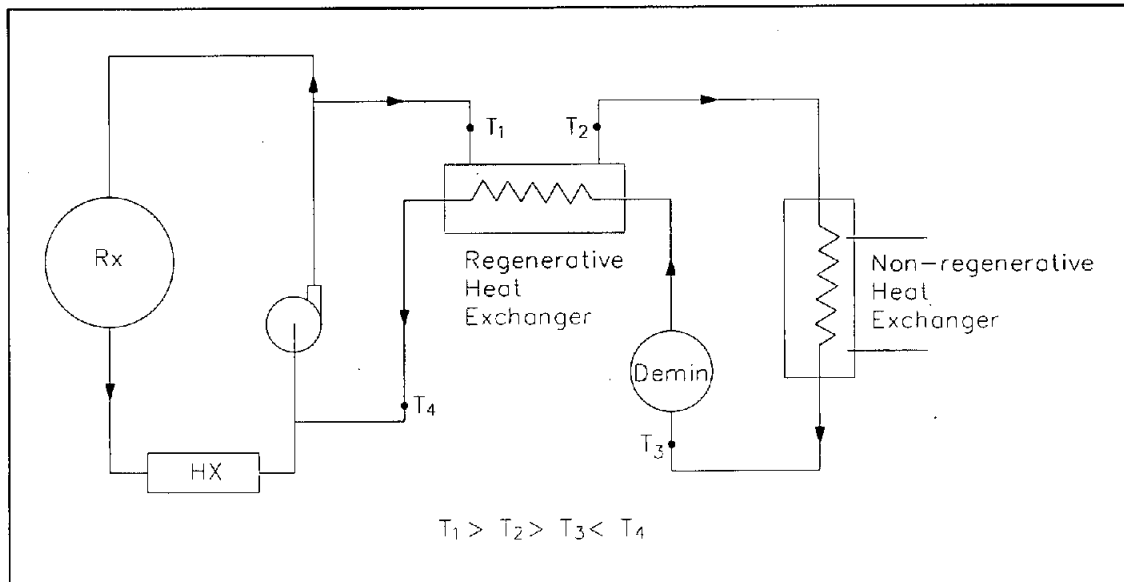 T₁
T₂
Rx
Regenerative
Heat
Exchanger
Non-regenerative
Heat
Exchanger
Demin
T₄
T₃
HX
T₁ > T₂ > T₃ < T₄